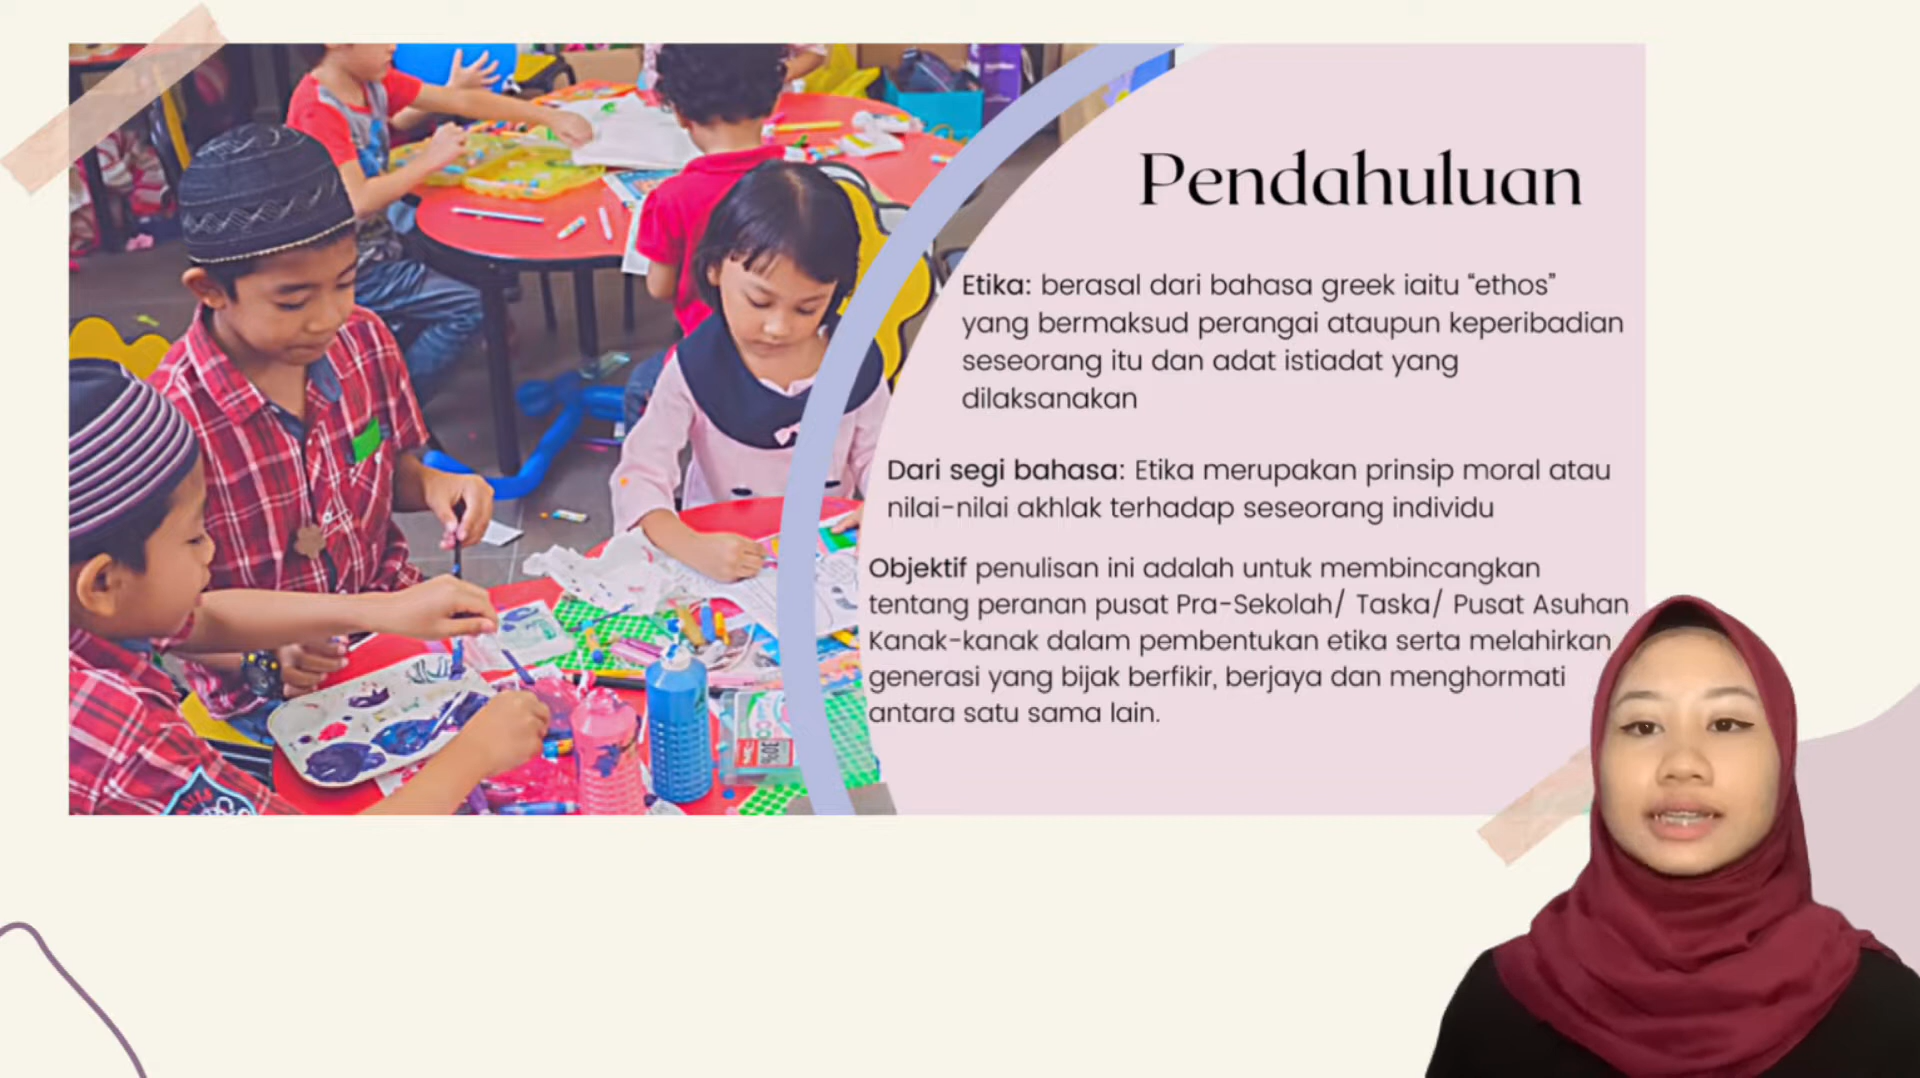 Pendahuluan
Etika: berasal dari bahasa greek iaitu “ethos”
yang bermaksud perangai ataupun keperibadian
seseorang itu dan adat istiadat yang
dilaksanakan
Dari segi bahasa: Etika merupakan prinsip moral atau
nilai-nilai akhlak terhadap seseorang individu
Objektif penulisan ini adalah untuk membincangkan
tentang peranan pusat Pra-Sekolah/ Taska/ Pusat Asuhan
Kanak-kanak dalam pembentukan etika serta melahirkan
generasi yang bijak berfikir, berjaya dan menghormati
antara satu sama lain.